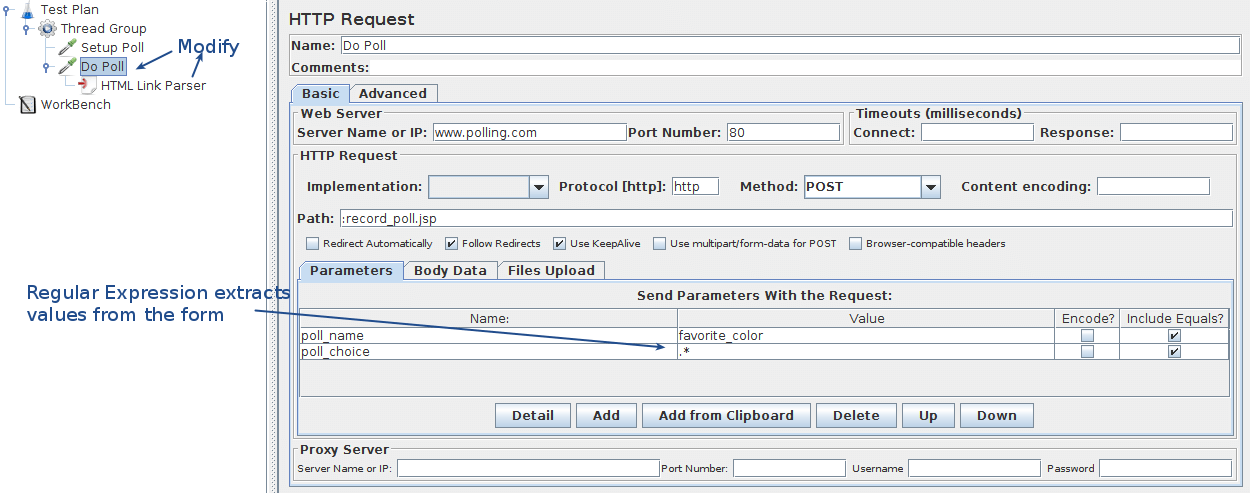 Test Plan
Thread Group
Setup Poll
Modify
Do Poll
HTML Link Parser
WorkBench
Regular Expression extracts
values from the form
HTTP Request
Name: Do Poll
Comments:
Basic Advanced
Web Server Timeouts (milliseconds)
Server Name or IP: www.polling.com Port Number: 80 Connect: Response:
HTTP Request
Implementation: Protocol [http]: http Method: POST Content encoding:
Path: :record_poll.jsp
Redirect Automatically Follow Redirects Use KeepAlive Use multipart/form-data for POST Browser-compatible headers
Parameters Body Data Files Upload
Send Parameters With the Request:
Name: Value Encode? Include Equals?
poll_name favorite_color
poll_choice .*
Detail Add Add from Clipboard Delete Up Down
Proxy Server
Server Name or IP: Port Number: Username Password